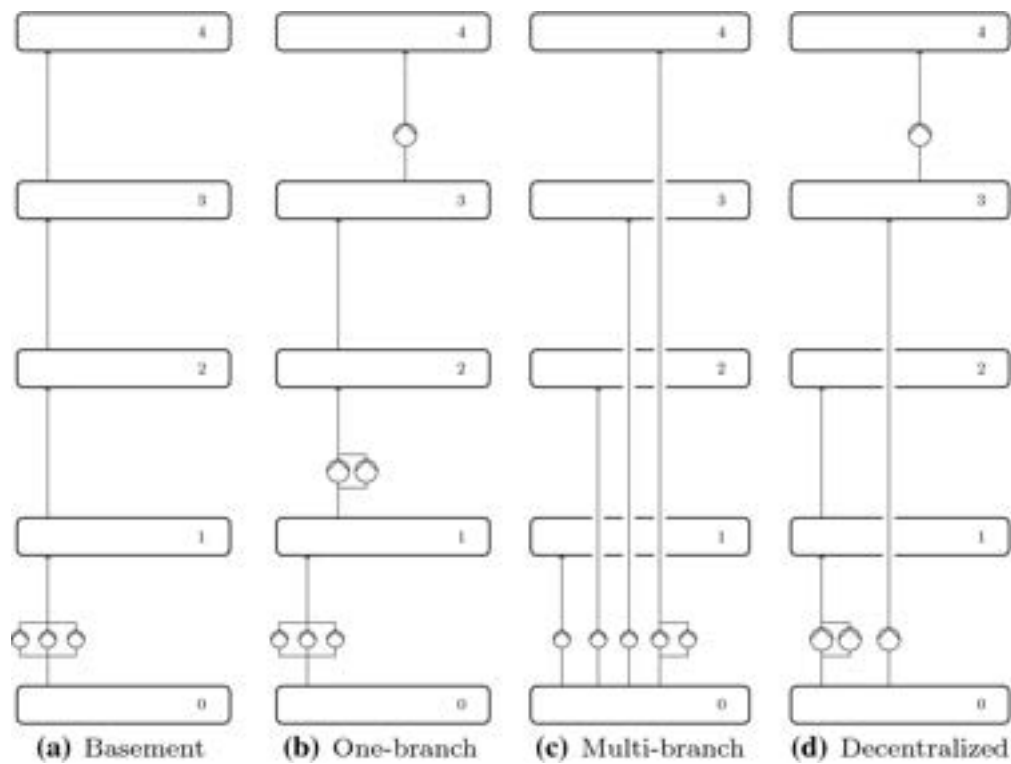 4 4 4 4
3 3 3 3
2 2 2 2
1 1 1 1
0 0 0 0
(a) Basement (b) One-branch (c) Multi-branch (d) Decentralized